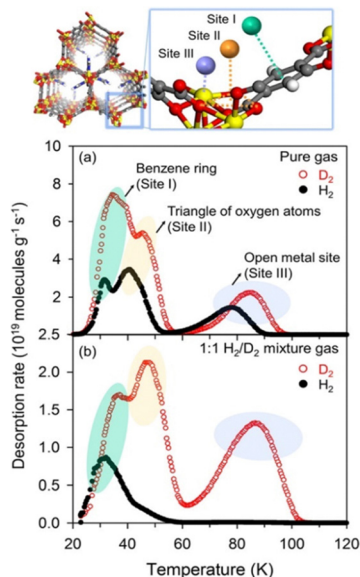 Site I
Site II
Site III
(a)
Pure gas
Benzene ring
(Site I)
D₂
H₂
Triangle of oxygen atoms
(Site II)
Open metal site
(Site III)
10
8
6
4
2
2.5
(b)
1:1 H₂/D₂ mixture gas
D₂
H₂
2.0
1.5
1.0
0.5
0.0
Desorption rate (10¹⁹ molecules g⁻¹ s⁻¹)
20 40 60 80 100 120
Temperature (K)